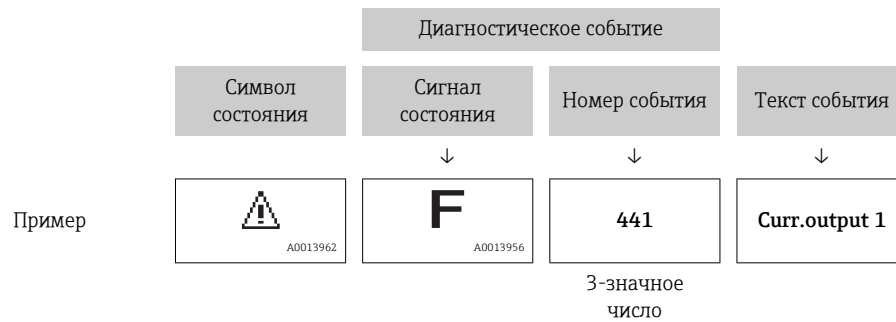 Диагностическое событие
Символ
состояния
Сигнал
состояния
Номер события
Текст события
↓
↓
↓
Пример
A0013962
F
A0013956
441
Curr.output 1
3-значное
число